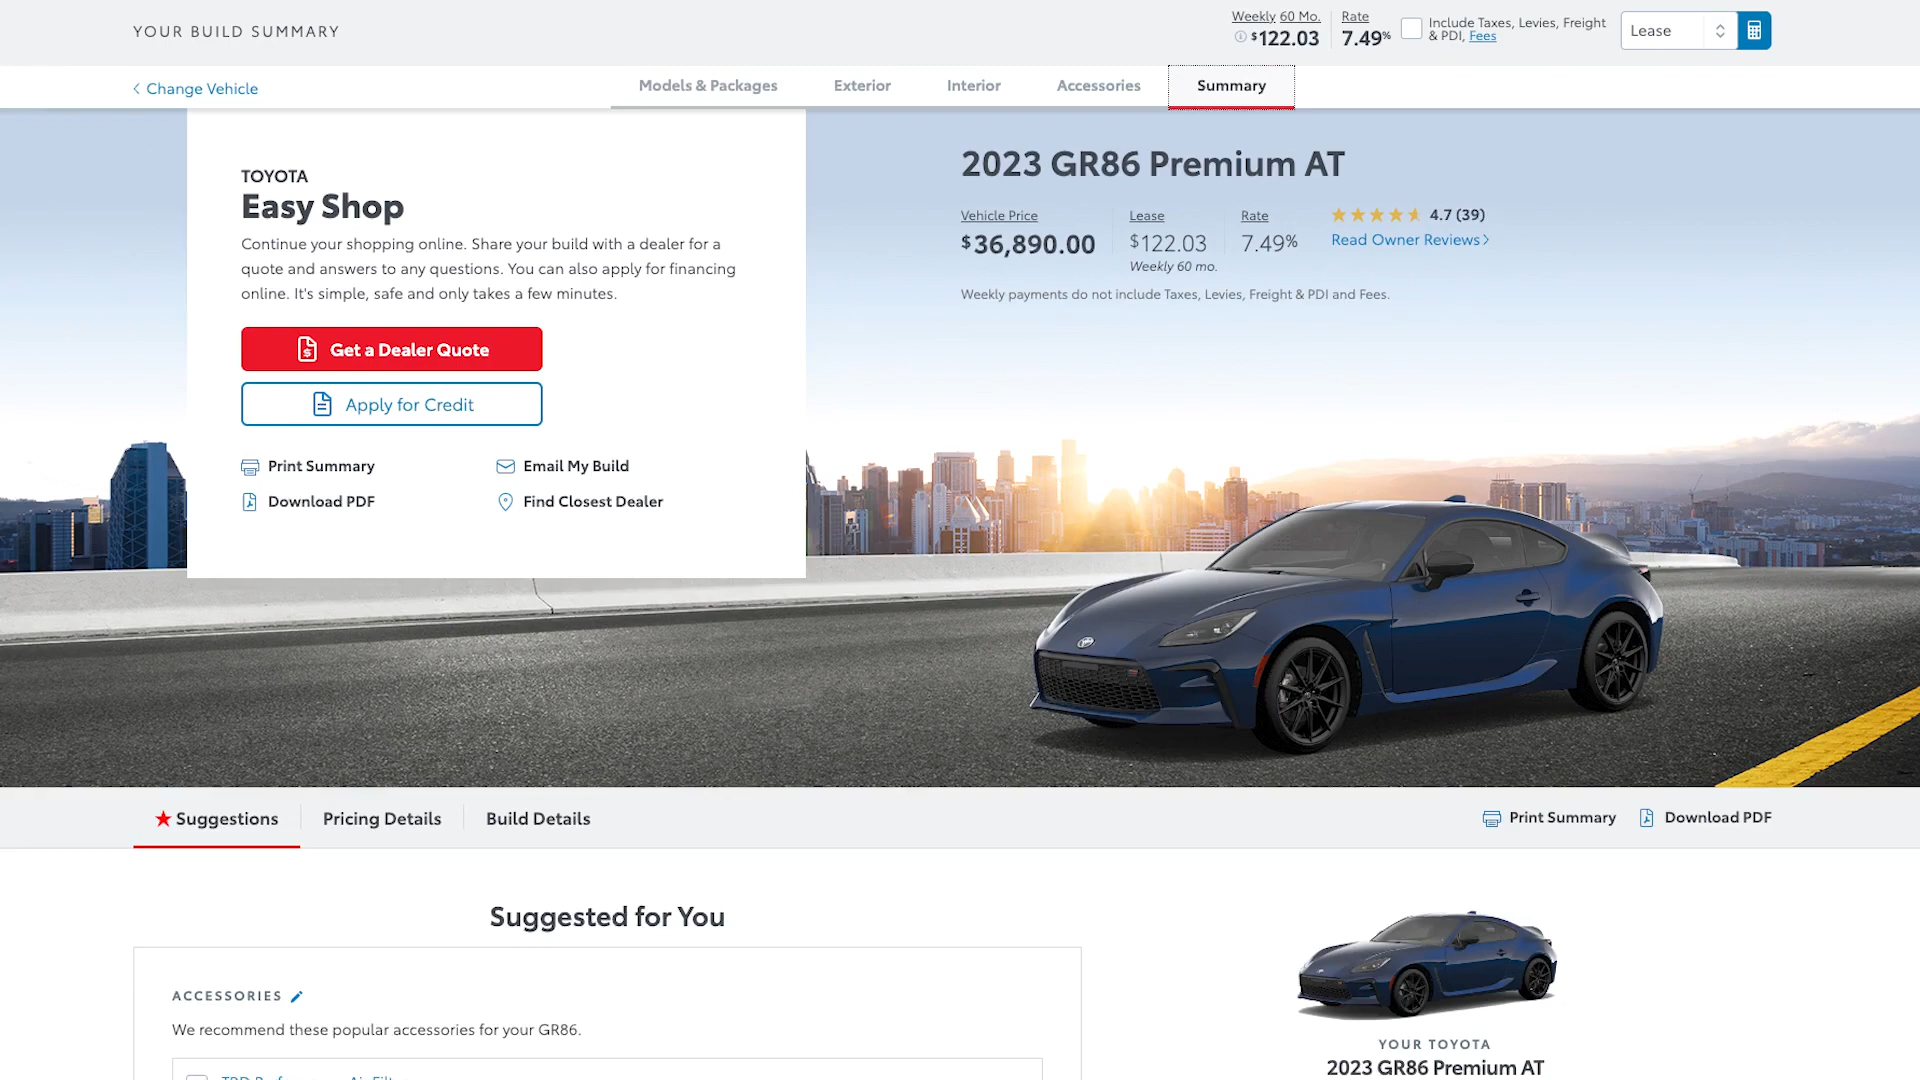 YOUR BUILD SUMMARY
Weekly 60 Mo.
$122.03
Rate
7.49%
Include Taxes, Levies, Freight
& PDI, Fees
Lease
Change Vehicle
Models & Packages
Exterior
Interior
Accessories
Summary
TOYOTA
Easy Shop
Continue your shopping online. Share your build with a dealer for a
quote and answers to any questions. You can also apply for financing
online. It's simple, safe and only takes a few minutes.
Get a Dealer Quote
Apply for Credit
Print Summary
Email My Build
Download PDF
Find Closest Dealer
2023 GR86 Premium AT
Vehicle Price
$36,890.00
Lease
$122.03
Weekly 60 mo.
Rate
7.49%
4.7 (39)
Read Owner Reviews
Weekly payments do not include Taxes, Levies, Freight & PDI and Fees.
Suggestions
Pricing Details
Build Details
Print Summary
Download PDF
Suggested for You
ACCESSORIES
We recommend these popular accessories for your GR86.
YOUR TOYOTA
2023 GR86 Premium AT